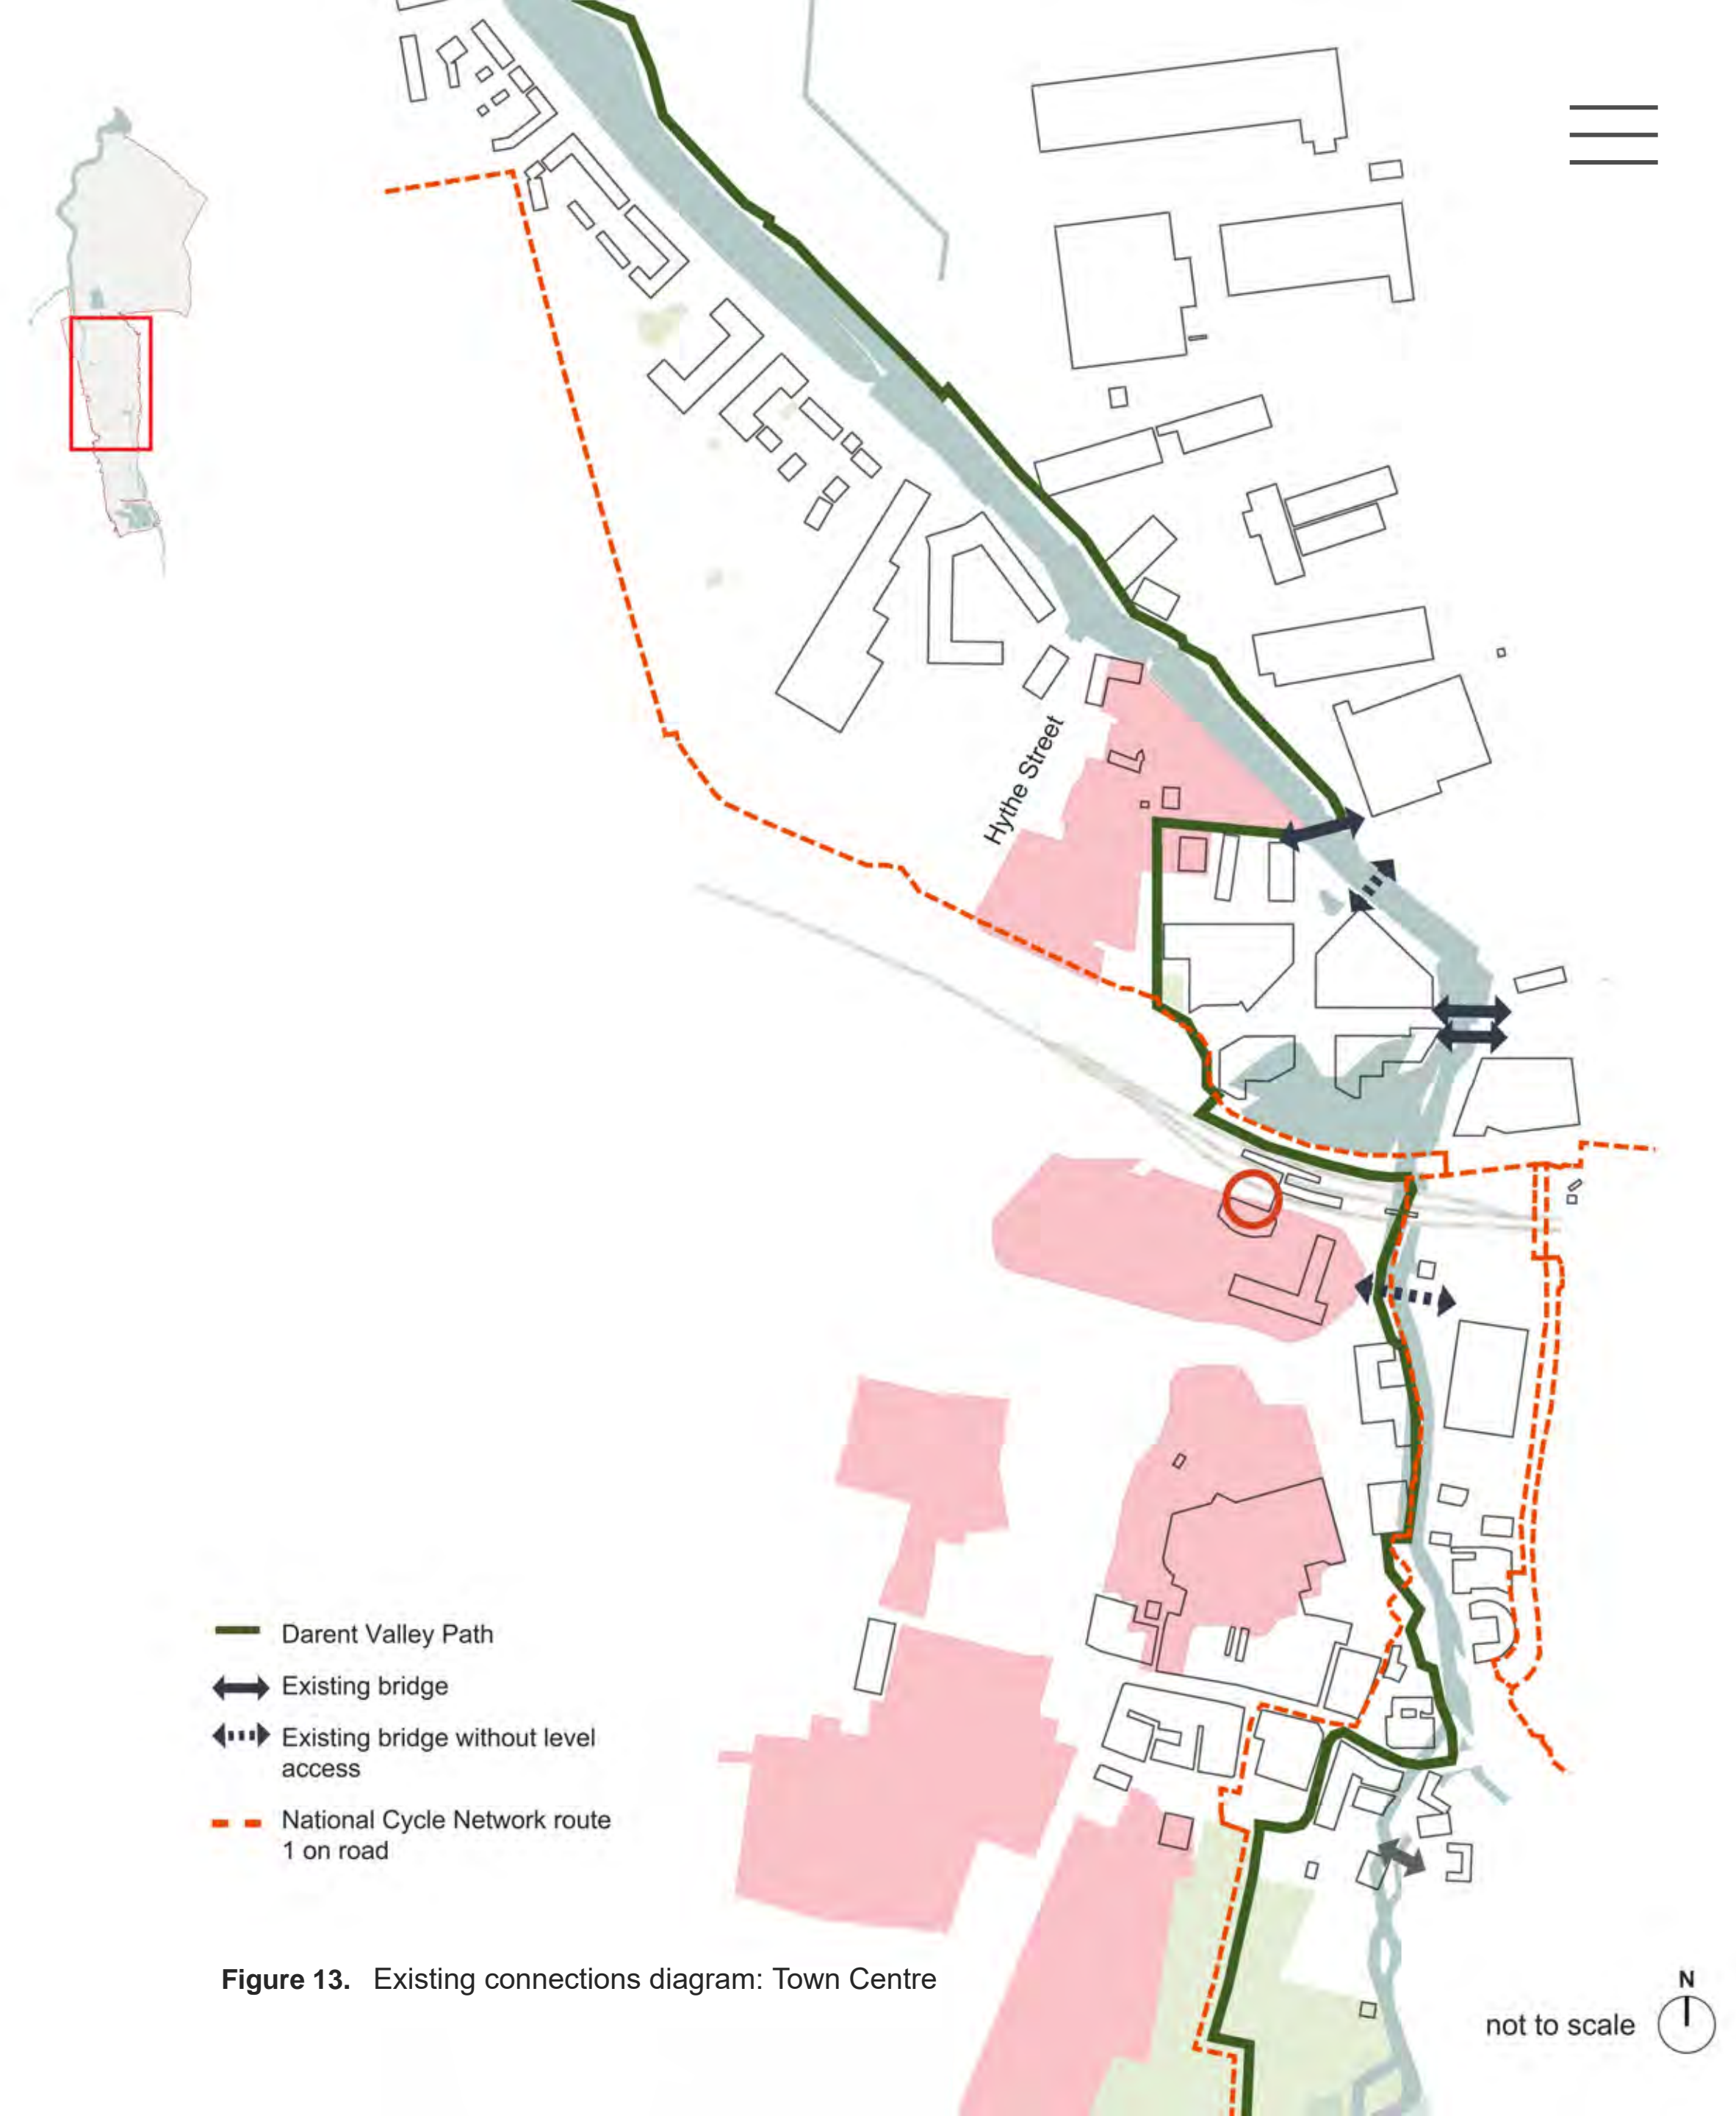 Hythe Street
Darent Valley Path
Existing bridge
Existing bridge without level
access
National Cycle Network route
1 on road
Figure 13. Existing connections diagram: Town Centre
N
not to scale